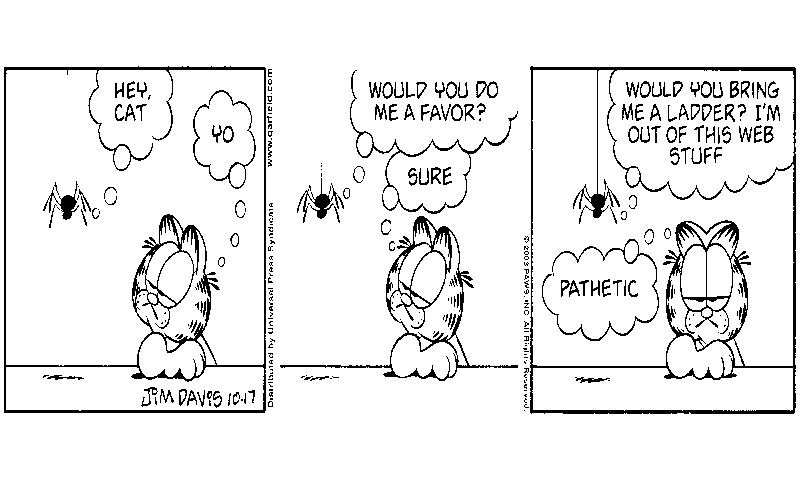 HEY,
CAT
YO
JIM DAVIS 10·17
www.garfield.com
Distributed by Universal Press Syndicate
WOULD YOU DO
ME A FAVOR?
SURE
© 2003 PAWS, INC. All Rights Reserved.
WOULD YOU BRING
ME A LADDER? I'M
OUT OF THIS WEB
STUFF
PATHETIC